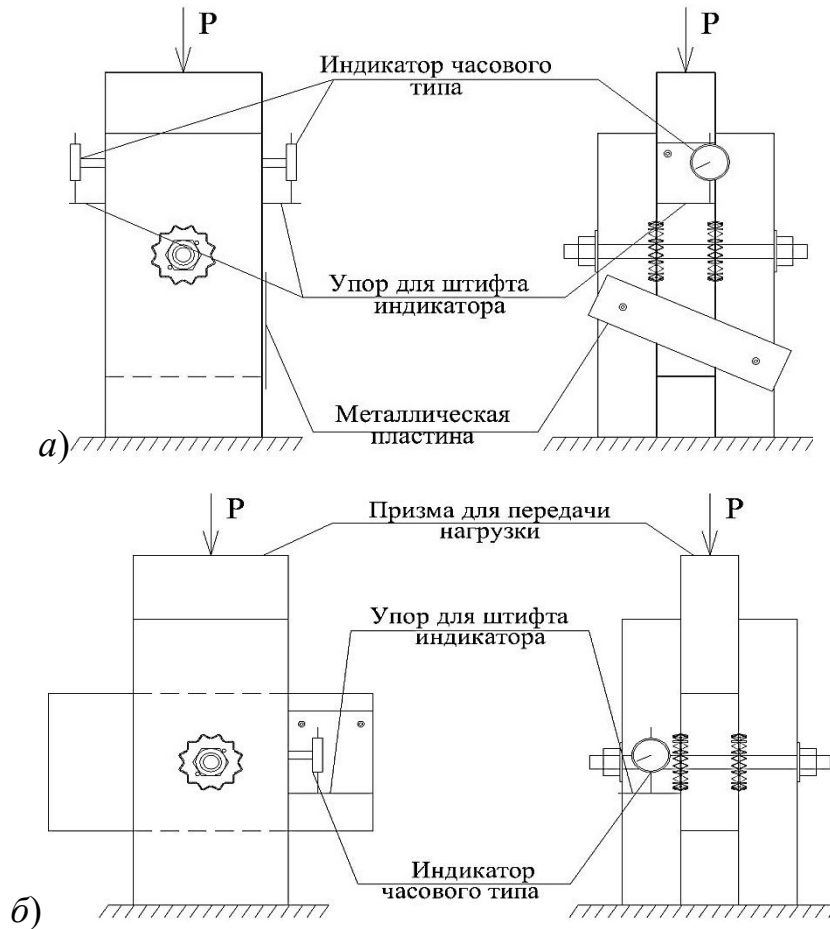 P
P
Индикатор часового
типа
Упор для штифта
индикатора
Металлическая
пластина
а)
P
Призма для передачи
нагрузки
P
Упор для штифта
индикатора
Индикатор
часового типа
б)